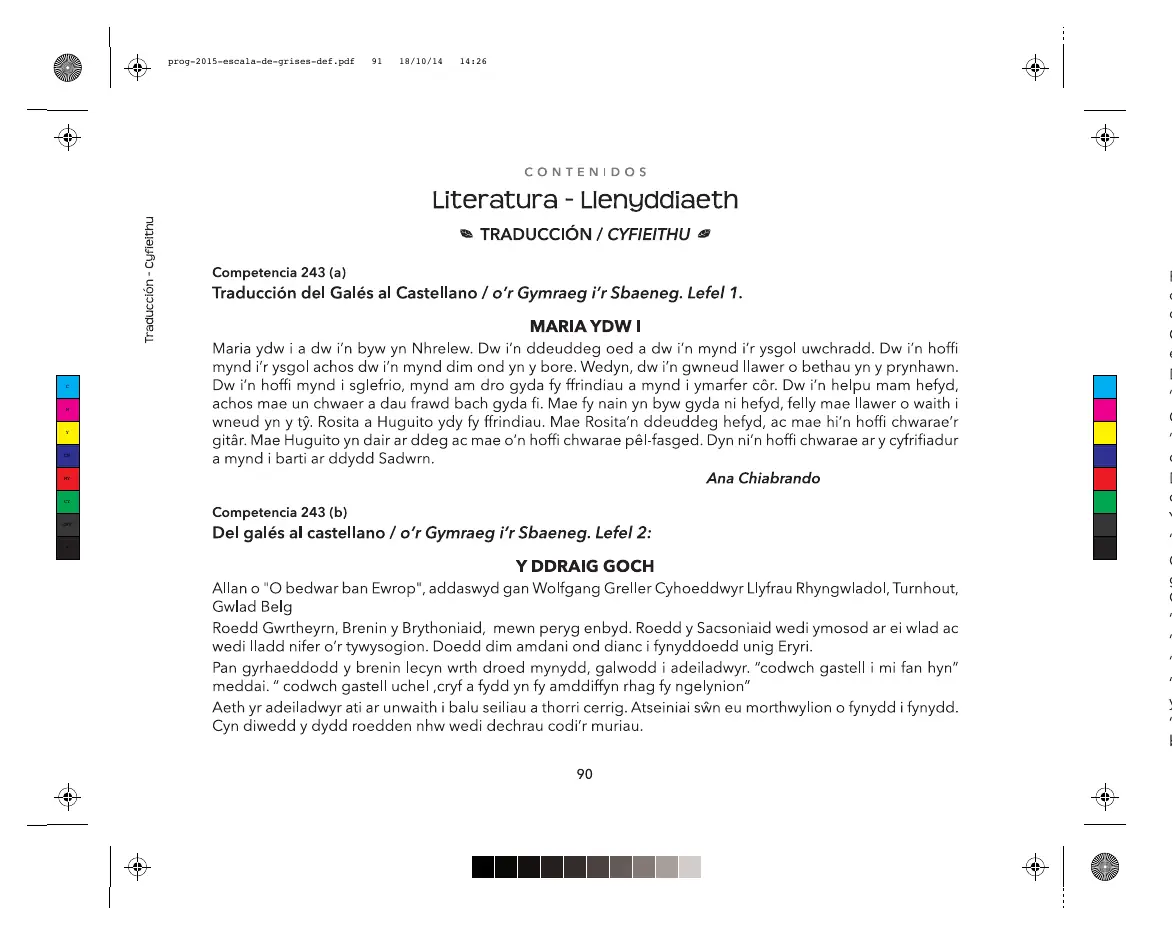 prog-2015-escala-de-grises-def.pdf 91 18/10/14 14:26
CONTENIDOS
Literatura - Llenyddiaeth
TRADUCCIÓN / CYFIEITHU
Traducción - Cyfieithu
Competencia 243 (a)
Traducción del Galés al Castellano / o’r Gymraeg i’r Sbaeneg. Lefel 1.
MARIA YDW I
Maria ydw i a dw i’n byw yn Nhrelew. Dw i’n ddeuddeg oed a dw i’n mynd i’r ysgol uwchradd. Dw i’n hoffi
mynd i’r ysgol achos dw i’n mynd dim ond yn y bore. Wedyn, dw i’n gwneud llawer o bethau yn y prynhawn.
Dw i’n hoffi mynd i sglefrio, mynd am dro gyda fy ffrindiau a mynd i ymarfer côr. Dw i’n helpu mam hefyd,
achos mae un chwaer a dau frawd bach gyda fi. Mae fy nain yn byw gyda ni hefyd, felly mae llawer o waith i
wneud yn y tŷ. Rosita a Huguito ydy fy ffrindiau. Mae Rosita’n ddeuddeg hefyd, ac mae hi’n hoffi chwarae’r
gitâr. Mae Huguito yn dair ar ddeg ac mae o’n hoffi chwarae pêl-fasged. Dyn ni’n hoffi chwarae ar y cyfrifiadur
a mynd i barti ar ddydd Sadwrn.
Ana Chiabrando
Competencia 243 (b)
Del galés al castellano / o’r Gymraeg i’r Sbaeneg. Lefel 2:
Y DDRAIG GOCH
Allan o "O bedwar ban Ewrop", addaswyd gan Wolfgang Greller Cyhoeddwyr Llyfrau Rhyngwladol, Turnhout,
Gwlad Belg
Roedd Gwrtheyrn, Brenin y Brythoniaid, mewn peryg enbyd. Roedd y Sacsoniaid wedi ymosod ar ei wlad ac
wedi lladd nifer o’r tywysogion. Doedd dim amdani ond dianc i fynyddoedd unig Eryri.
Pan gyrhaeddodd y brenin lecyn wrth droed mynydd, galwodd i adeiladwyr. “codwch gastell i mi fan hyn”
meddai. “ codwch gastell uchel ,cryf a fydd yn fy amddiffyn rhag fy ngelynion”
Aeth yr adeiladwyr ati ar unwaith i balu seiliau a thorri cerrig. Atseiniai sŵn eu morthwylion o fynydd i fynydd.
Cyn diwedd y dydd roedden nhw wedi dechrau codi’r muriau.
90